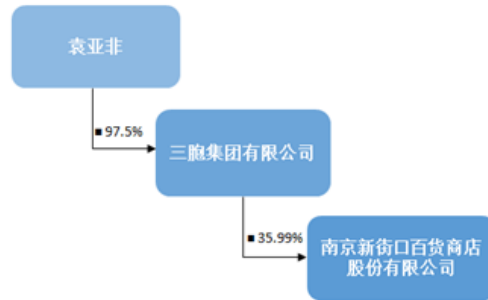 袁亚非
■ 97.5%
三胞集团有限公司
■ 35.99%
南京新街口百货商店
股份有限公司